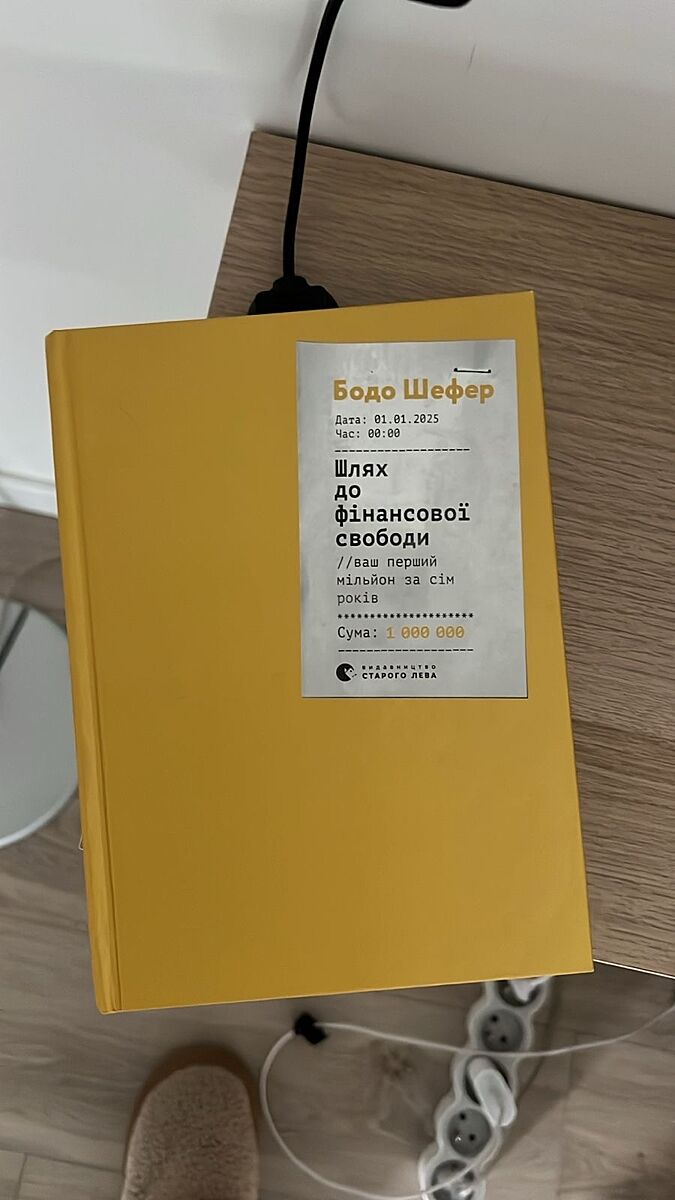 Бодо Шефер
Дата: 01.01.2025
Час: 00:00
--------------------
Шлях
до
фінансової
свободи
//ваш перший
мільйон за сім
років
*********************
Сума: 1 000 000
--------------------
ВИДАВНИЦТВО
СТАРОГО ЛЕВА